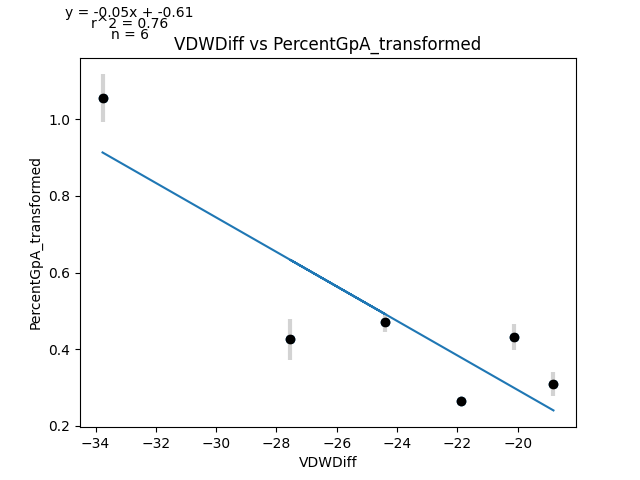 y = -0.05x + -0.61
r^2 = 0.76
n = 6
VDWDiff vs PercentGpA_transformed
1.0
0.8
0.6
0.4
0.2
PercentGpA_transformed
−34 −32 −30 −28 −26 −24 −22 −20
VDWDiff